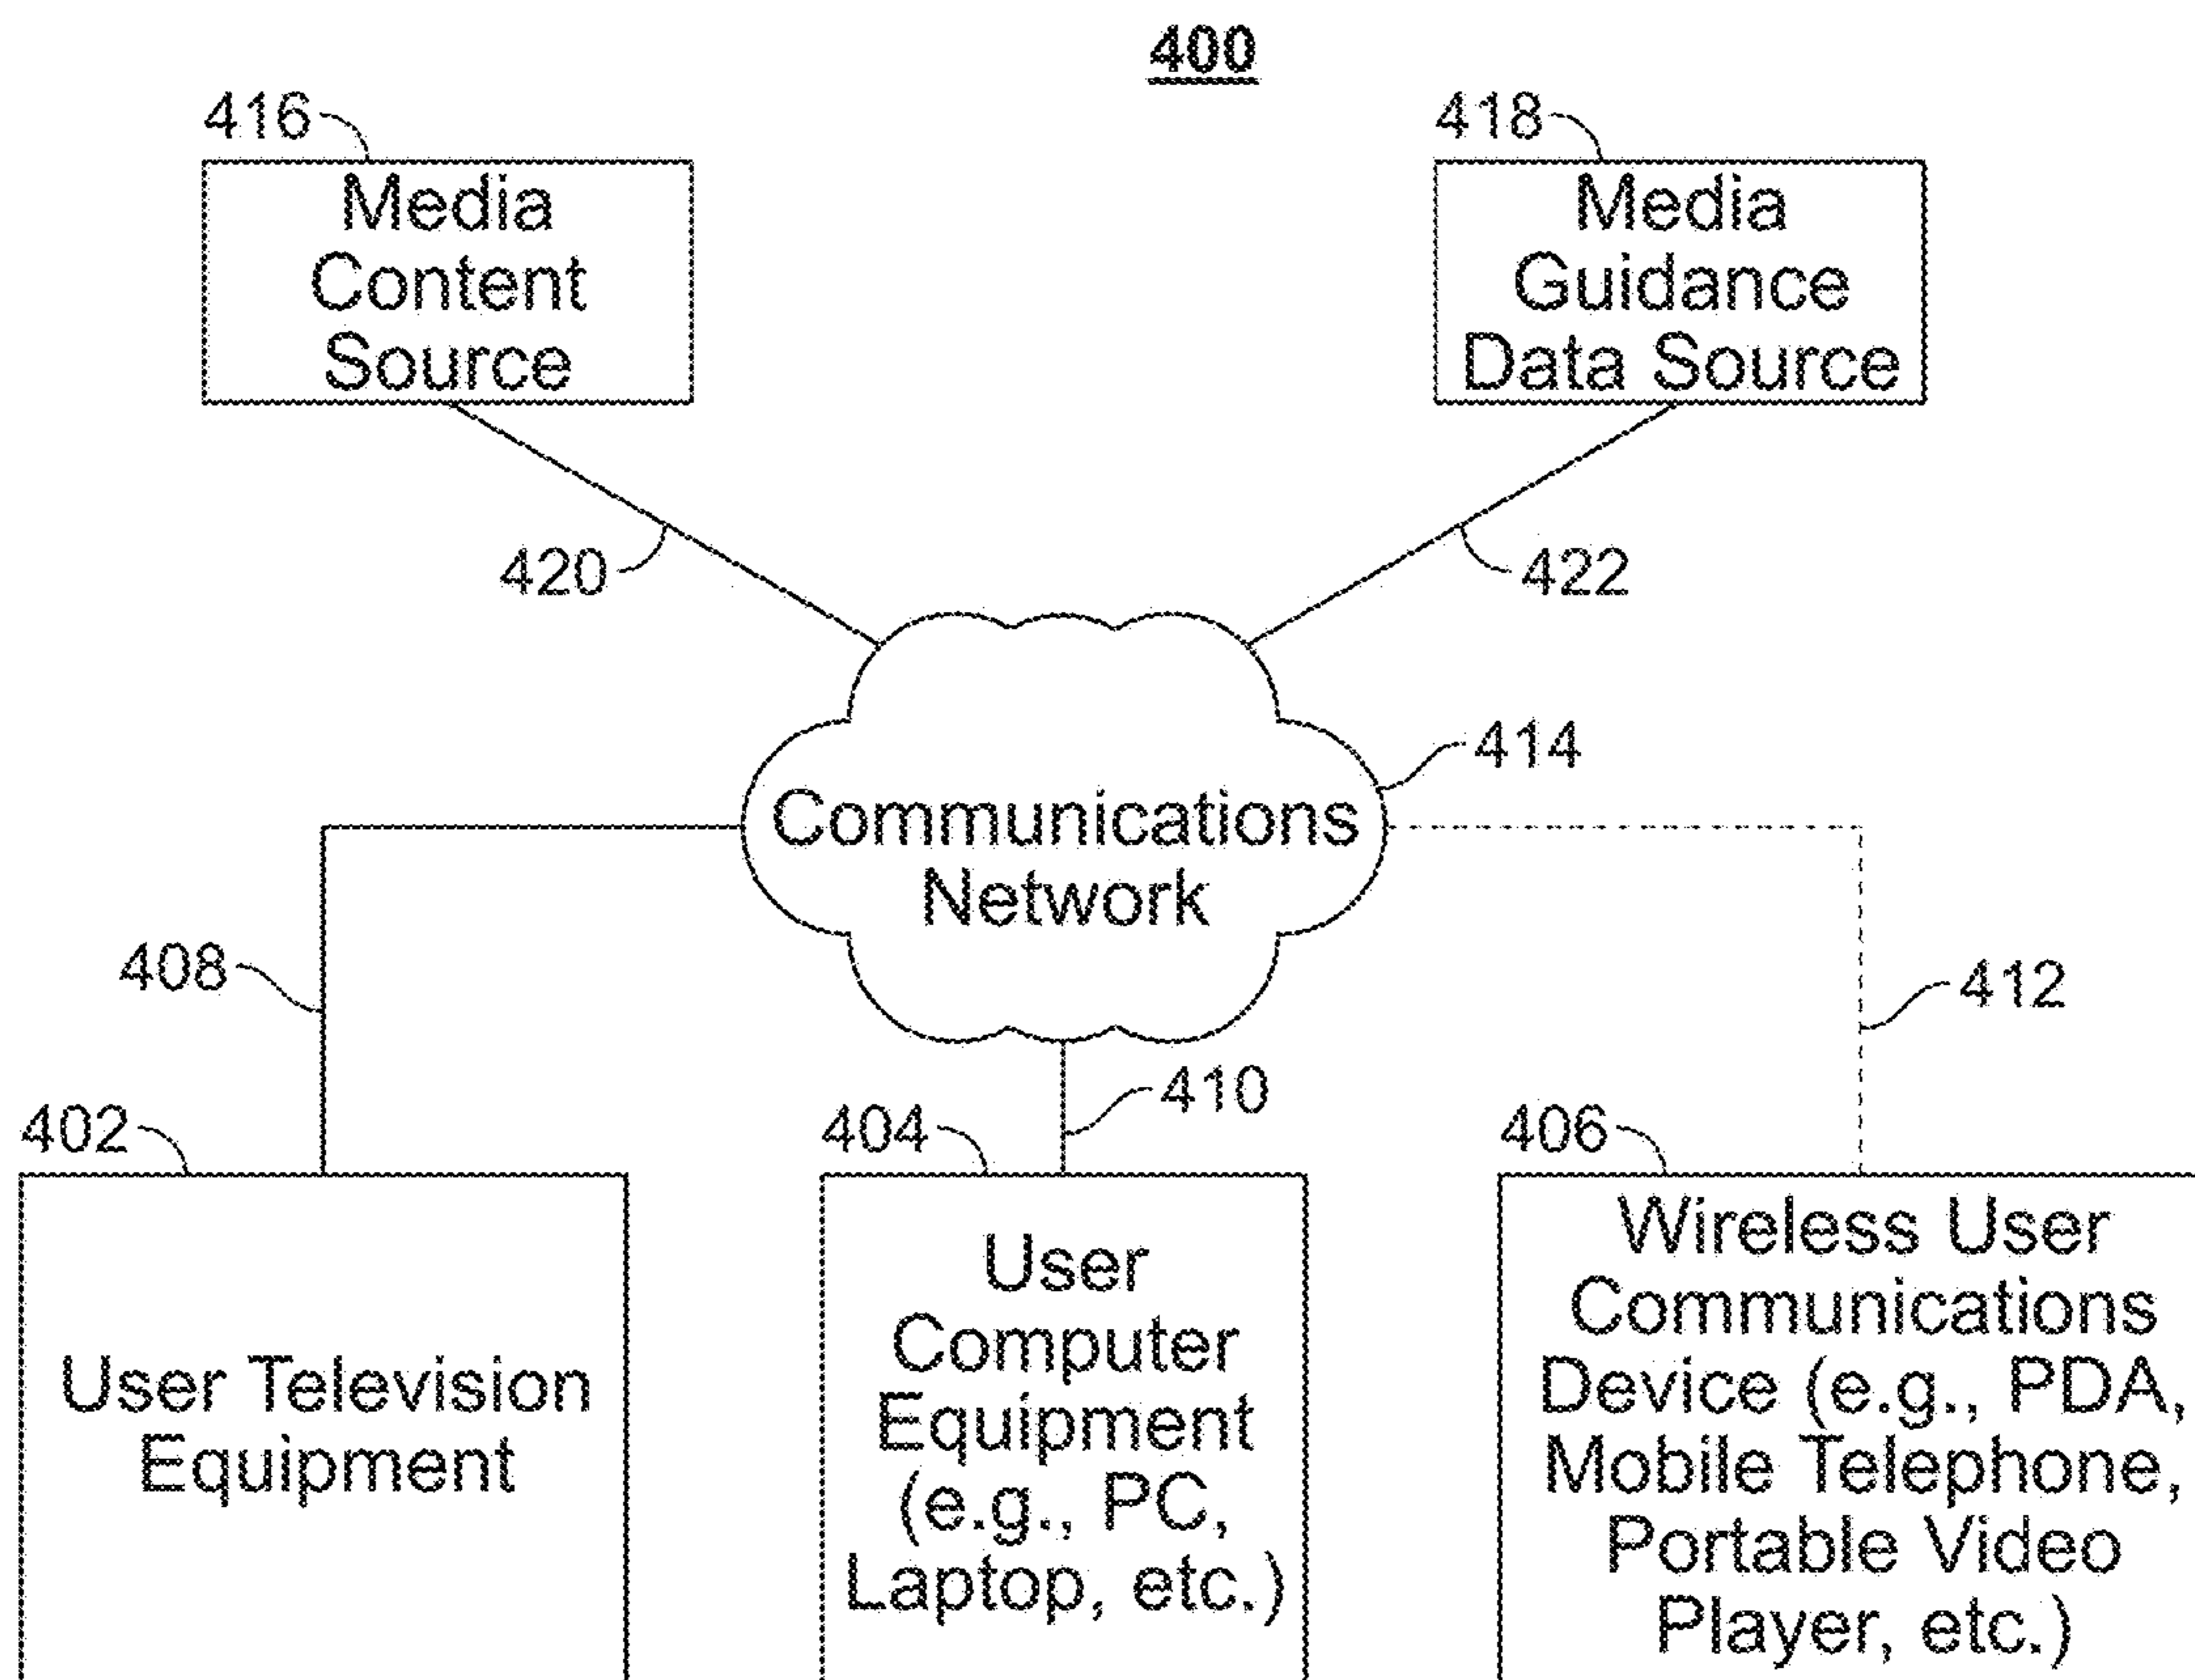 400
416
418
Media
Content
Source
Media
Guidance
Data Source
420
422
414
Communications
Network
408
412
410
402
404
406
User Television
Equipment
User
Computer
Equipment
(e.g., PC,
Laptop, etc.)
Wireless User
Communications
Device (e.g., PDA,
Mobile Telephone,
Portable Video
Player, etc.)